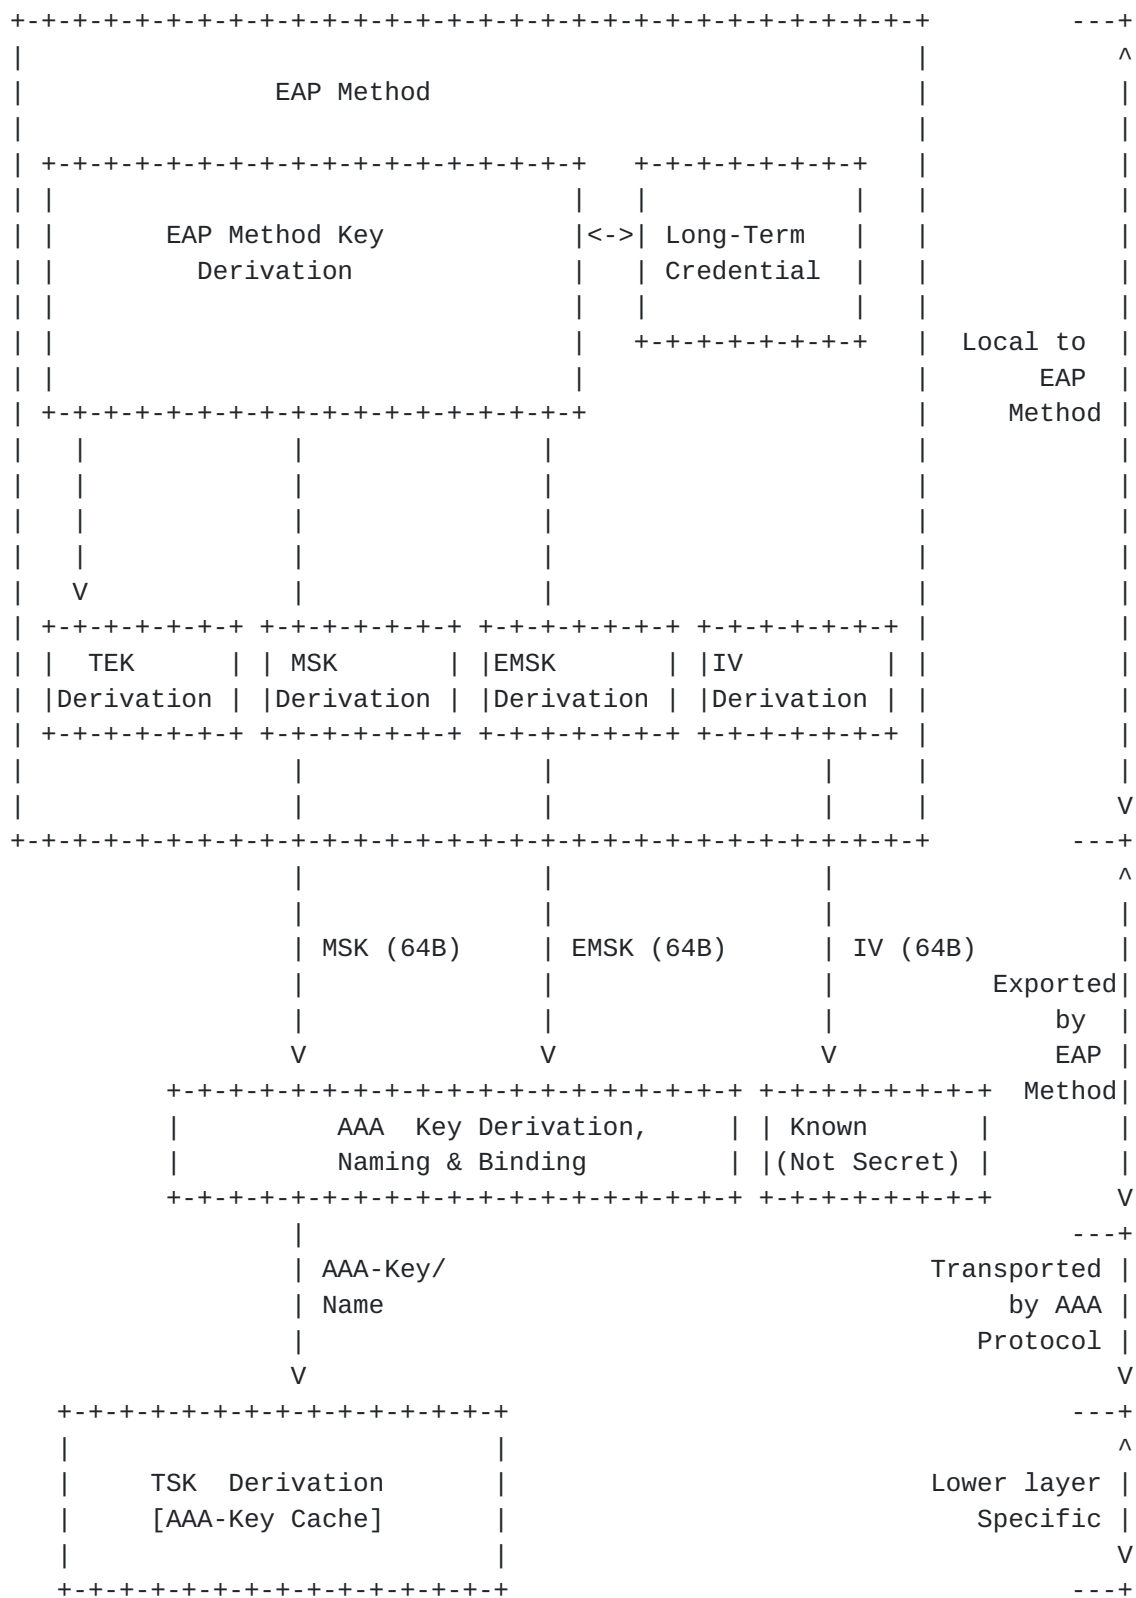 +-+-+-+-+-+-+-+-+-+-+-+-+-+-+-+-+-+-+-+-+-+-+-+-+-+-+-+-+-+         ---+
|                                                         |            ^
|                EAP Method                               |            |
|                                                         |            |
| +-+-+-+-+-+-+-+-+-+-+-+-+-+-+-+-+-+   +-+-+-+-+-+-+-+   |            |
| |                                 |   |             |   |            |
| |       EAP Method Key            |<->| Long-Term   |   |            |
| |         Derivation              |   | Credential  |   |            |
| |                                 |   |             |   |            |
| |                                 |   +-+-+-+-+-+-+-+   |  Local to  |
| |                                 |                     |       EAP  |
| +-+-+-+-+-+-+-+-+-+-+-+-+-+-+-+-+-+                     |     Method |
|   |             |               |                       |            |
|   |             |               |                       |            |
|   |             |               |                       |            |
|   |             |               |                       |            |
|   V             |               |                       |            |
| +-+-+-+-+-+-+ +-+-+-+-+-+-+ +-+-+-+-+-+-+ +-+-+-+-+-+-+ |            |
| |  TEK      | | MSK       | |EMSK       | |IV         | |            |
| |Derivation | |Derivation | |Derivation | |Derivation | |            |
| +-+-+-+-+-+-+ +-+-+-+-+-+-+ +-+-+-+-+-+-+ +-+-+-+-+-+-+ |            |
|                 |               |                 |     |            |
|                 |               |                 |     |            V
+-+-+-+-+-+-+-+-+-+-+-+-+-+-+-+-+-+-+-+-+-+-+-+-+-+-+-+-+-+         ---+
                  |               |                 |                  ^
                  |               |                 |                  |
                  | MSK (64B)     | EMSK (64B)      | IV (64B)         |
                  |               |                 |          Exported|
                  |               |                 |              by  |
                  V               V                 V              EAP |
          +-+-+-+-+-+-+-+-+-+-+-+-+-+-+-+-+-+-+ +-+-+-+-+-+-+-+  Method|
          |          AAA  Key Derivation,     | | Known       |        |
          |          Naming & Binding         | |(Not Secret) |        |
          +-+-+-+-+-+-+-+-+-+-+-+-+-+-+-+-+-+-+ +-+-+-+-+-+-+-+        V
                  |                                                 ---+
                  | AAA-Key/                               Transported |
                  | Name                                        by AAA |
                  |                                           Protocol |
                  V                                                    V
   +-+-+-+-+-+-+-+-+-+-+-+-+-+-+                                    ---+
   |                           |                                       ^
   |     TSK  Derivation       |                           Lower layer |
   |     [AAA-Key Cache]       |                              Specific |
   |                           |                                       V
   +-+-+-+-+-+-+-+-+-+-+-+-+-+-+                                    ---+